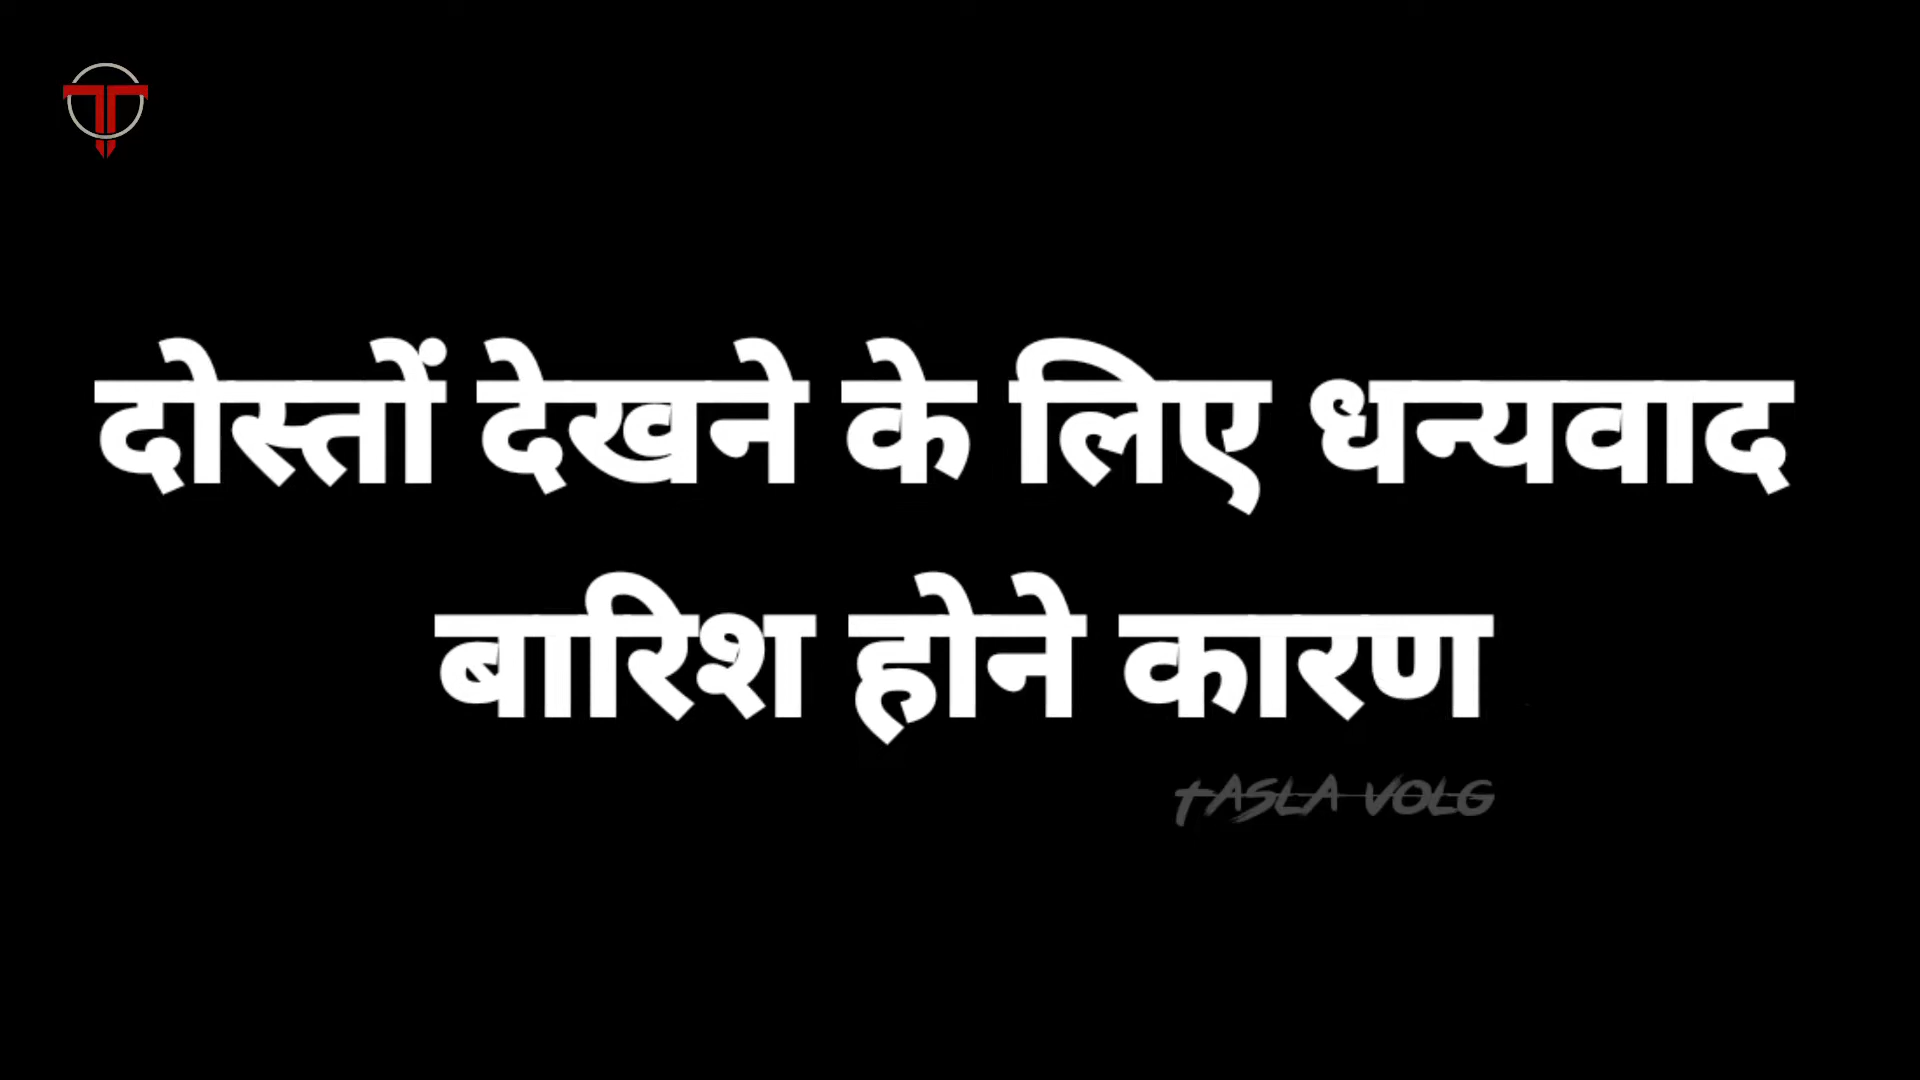 दोस्तों देखने के लिए धन्यवाद
बारिश होने कारण
TASLA VOLG